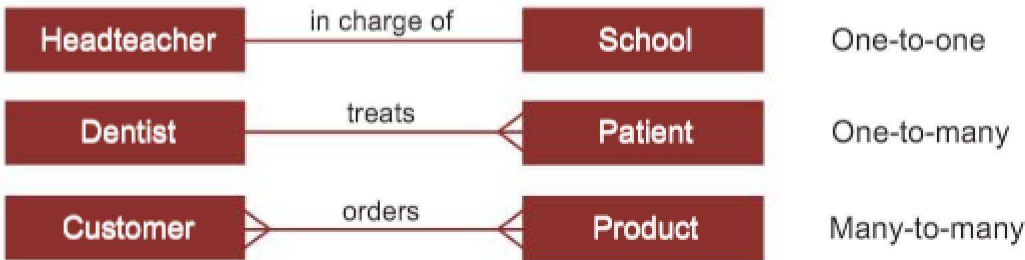 Headteacher in charge of School One-to-one
Dentist treats Patient One-to-many
Customer orders Product Many-to-many